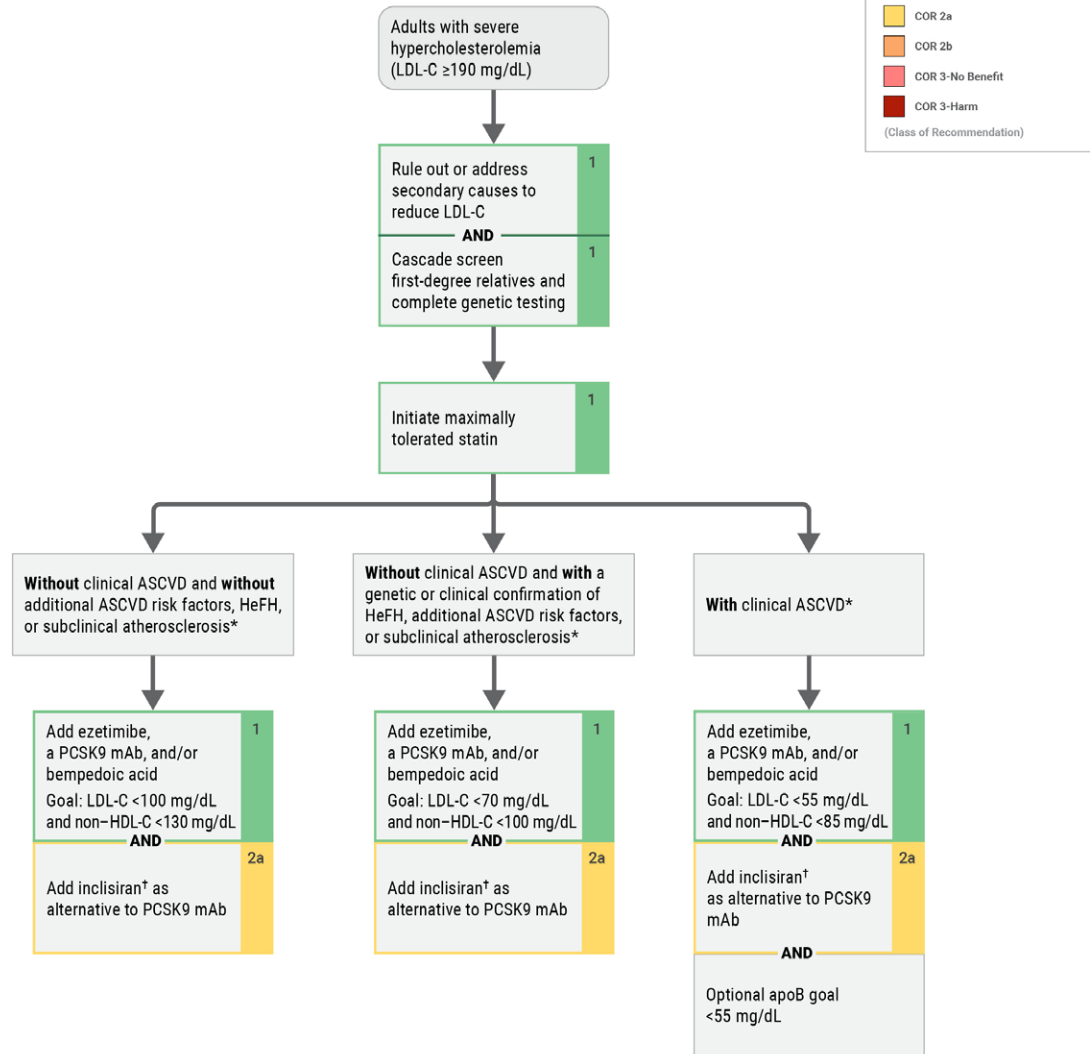 COR 2a
COR 2b
COR 3-No Benefit
COR 3-Harm
(Class of Recommendation)
Adults with severe
hypercholesterolemia
(LDL-C ≥190 mg/dL)
Rule out or address
secondary causes to
reduce LDL-C
1
AND
Cascade screen
first-degree relatives and
complete genetic testing
1
Initiate maximally
tolerated statin
1
Without clinical ASCVD and without
additional ASCVD risk factors, HeFH,
or subclinical atherosclerosis*
Without clinical ASCVD and with a
genetic or clinical confirmation of
HeFH, additional ASCVD risk factors,
or subclinical atherosclerosis*
With clinical ASCVD*
Add ezetimibe,
a PCSK9 mAb, and/or
bempedoic acid
Goal: LDL-C <100 mg/dL
and non–HDL-C <130 mg/dL
1
AND
Add inclisiran† as
alternative to PCSK9 mAb
2a
Add ezetimibe,
a PCSK9 mAb, and/or
bempedoic acid
Goal: LDL-C <70 mg/dL
and non–HDL-C <100 mg/dL
1
AND
Add inclisiran† as
alternative to PCSK9 mAb
2a
Add ezetimibe,
a PCSK9 mAb, and/or
bempedoic acid
Goal: LDL-C <55 mg/dL
and non–HDL-C <85 mg/dL
1
AND
Add inclisiran†
as alternative to PCSK9
mAb
2a
AND
Optional apoB goal
<55 mg/dL